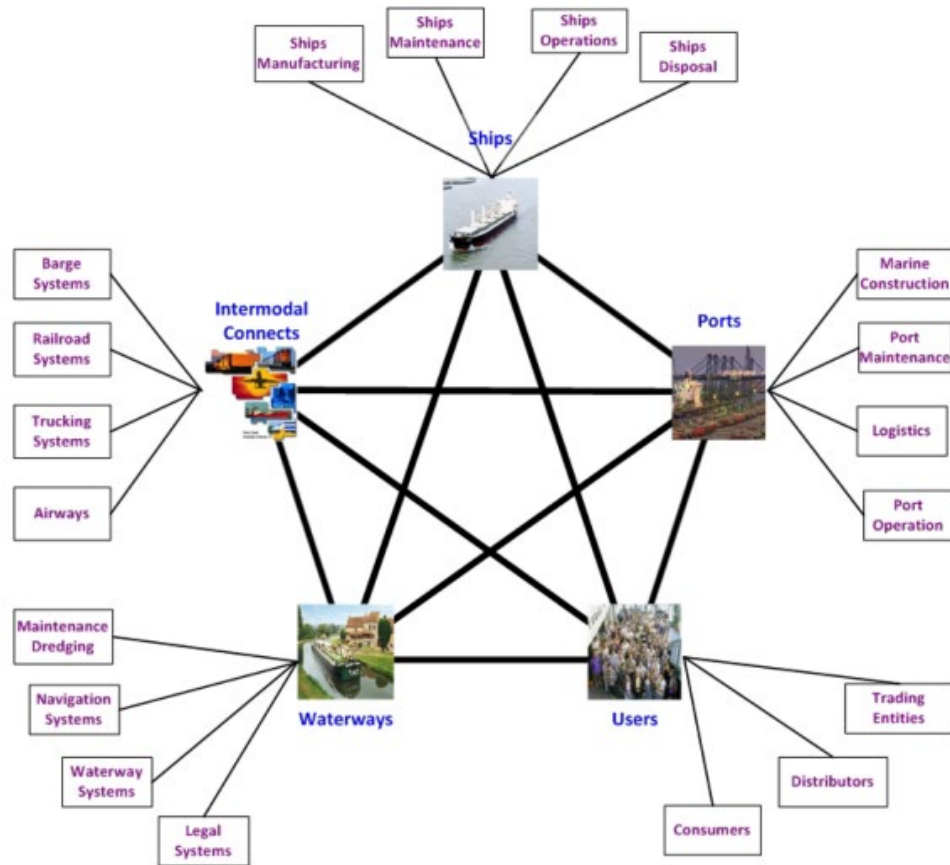 Ships
Manufacturing
Ships
Maintenance
Ships
Operations
Ships
Disposal
Ships
Barge
Systems
Railroad
Systems
Trucking
Systems
Airways
Intermodal
Connects
Ports
Marine
Construction
Port
Maintenance
Logistics
Port
Operation
Maintenance
Dredging
Navigation
Systems
Waterway
Systems
Legal
Systems
Waterways
Users
Trading
Entities
Distributors
Consumers